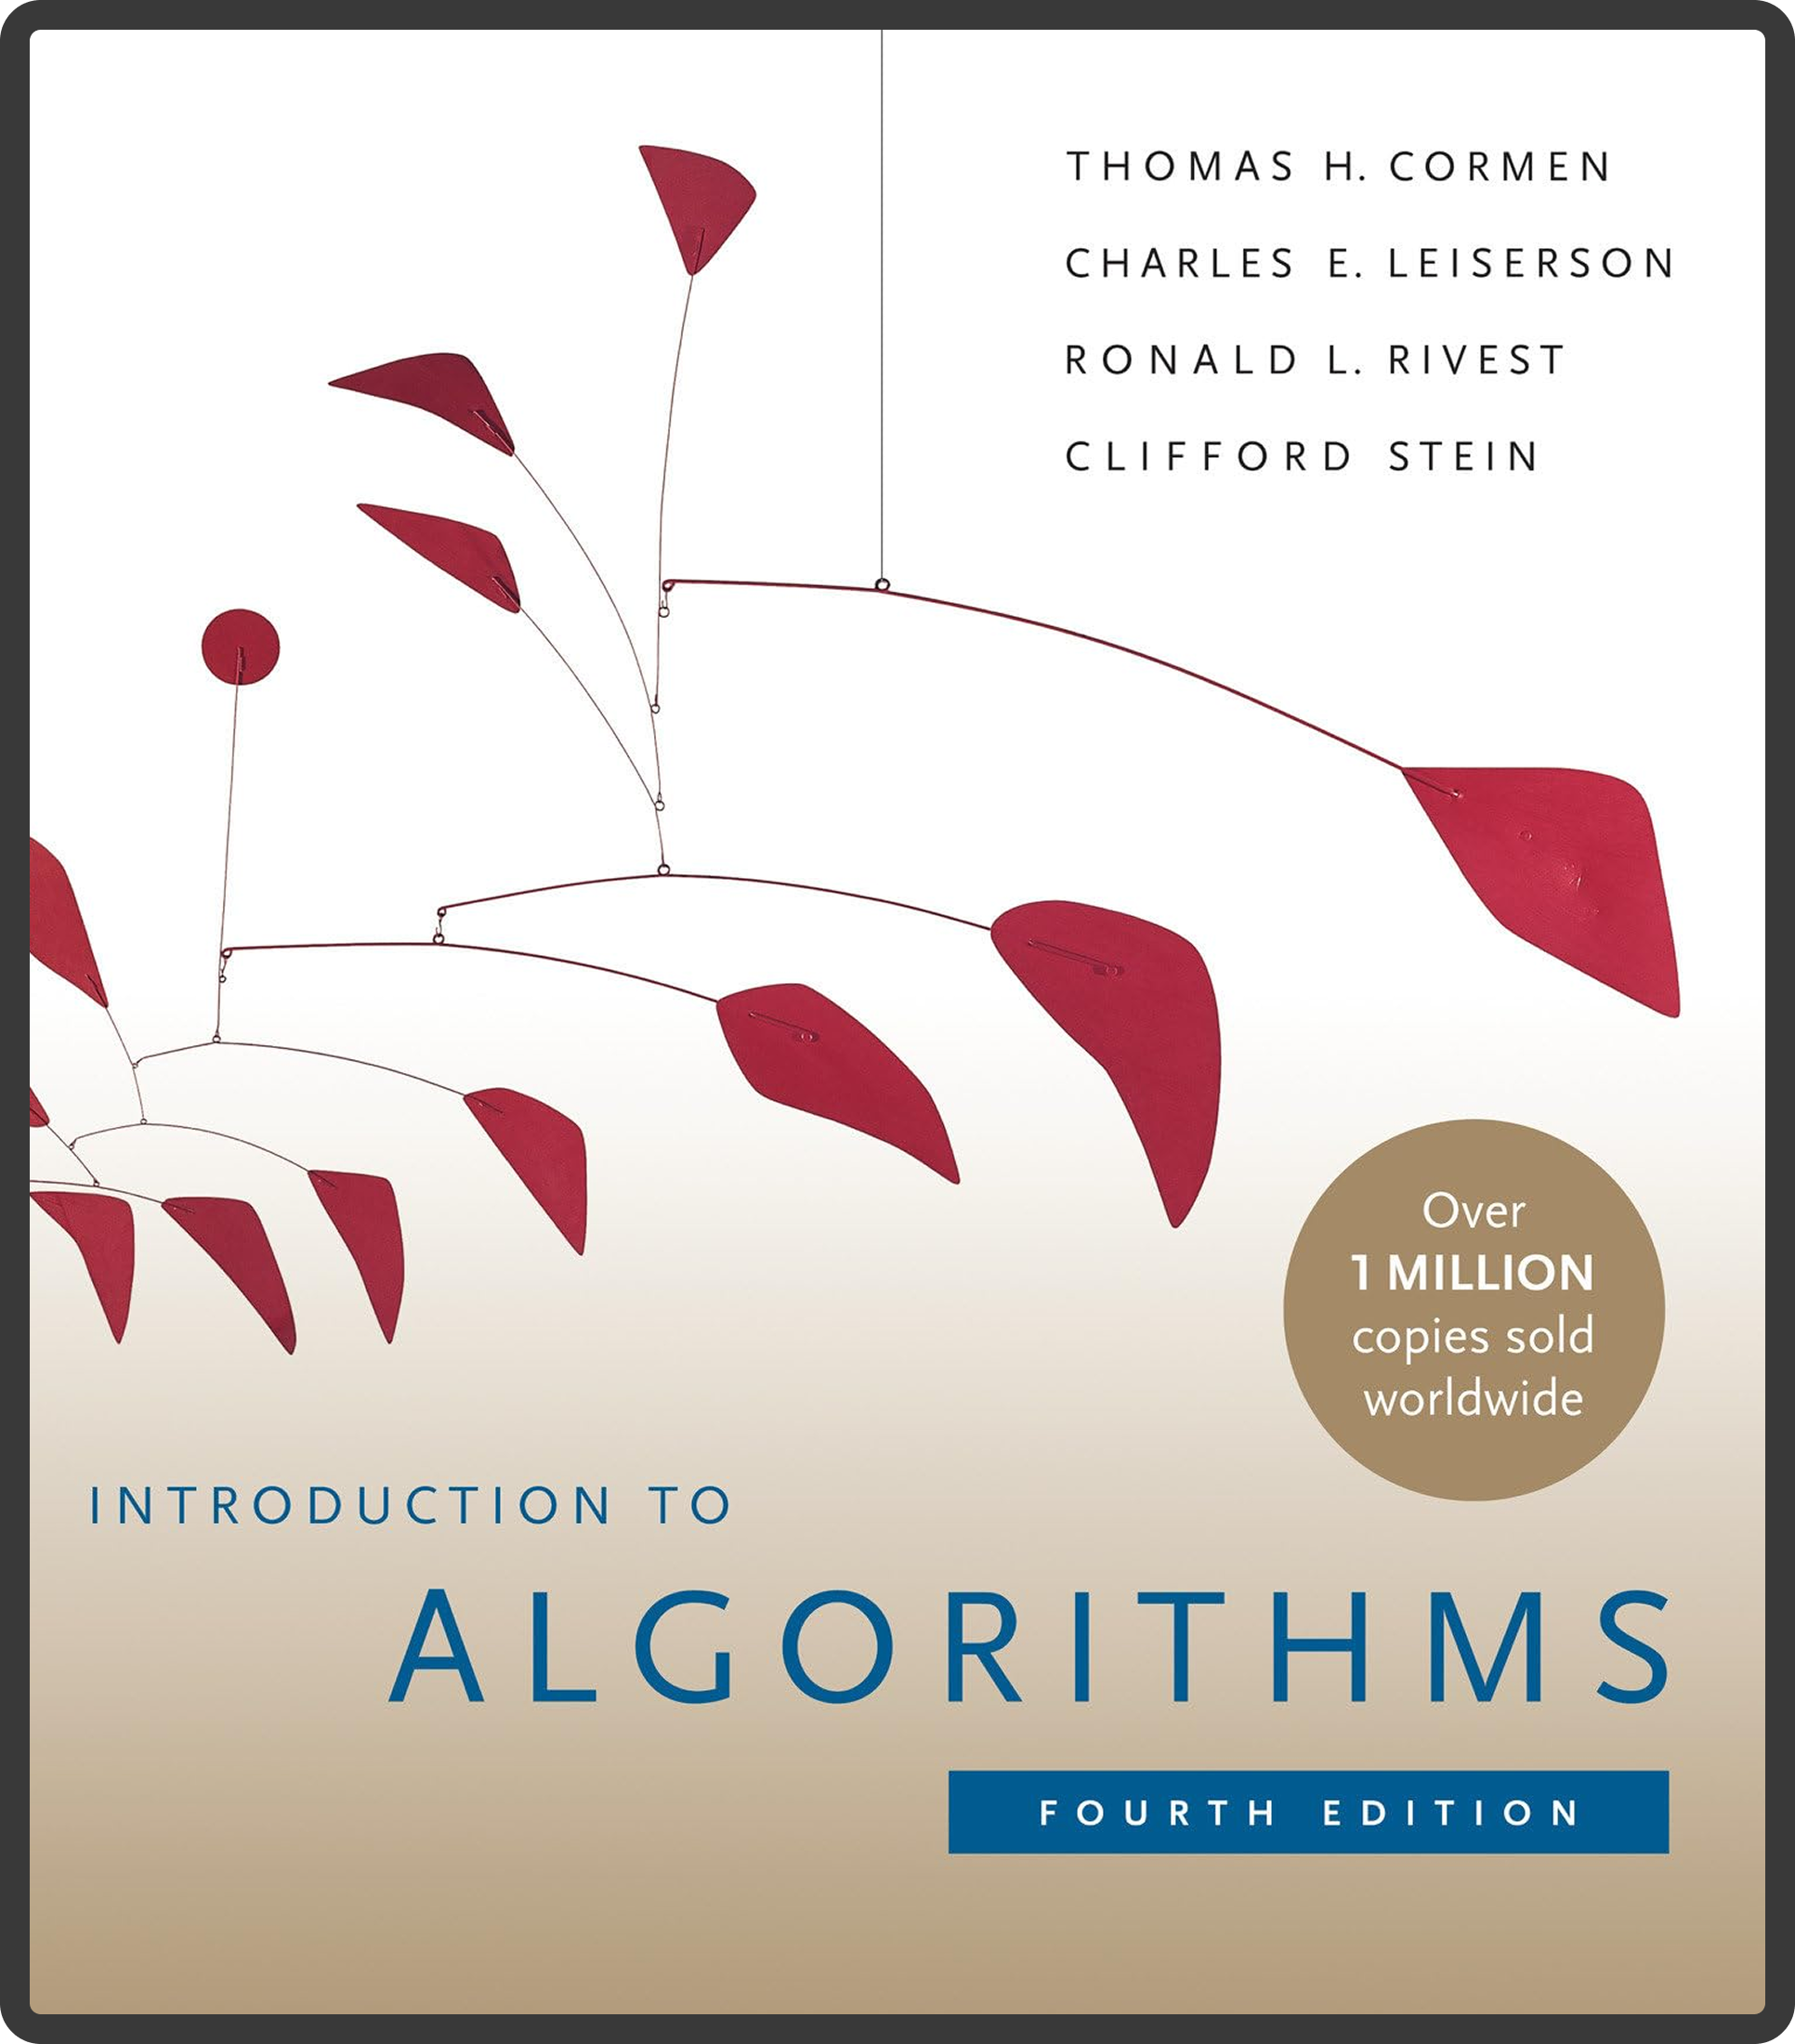 THOMAS H. CORMEN
CHARLES E. LEISERSON
RONALD L. RIVEST
CLIFFORD STEIN
Over
1 MILLION
copies sold
worldwide
INTRODUCTION TO
ALGORITHMS
FOURTH EDITION